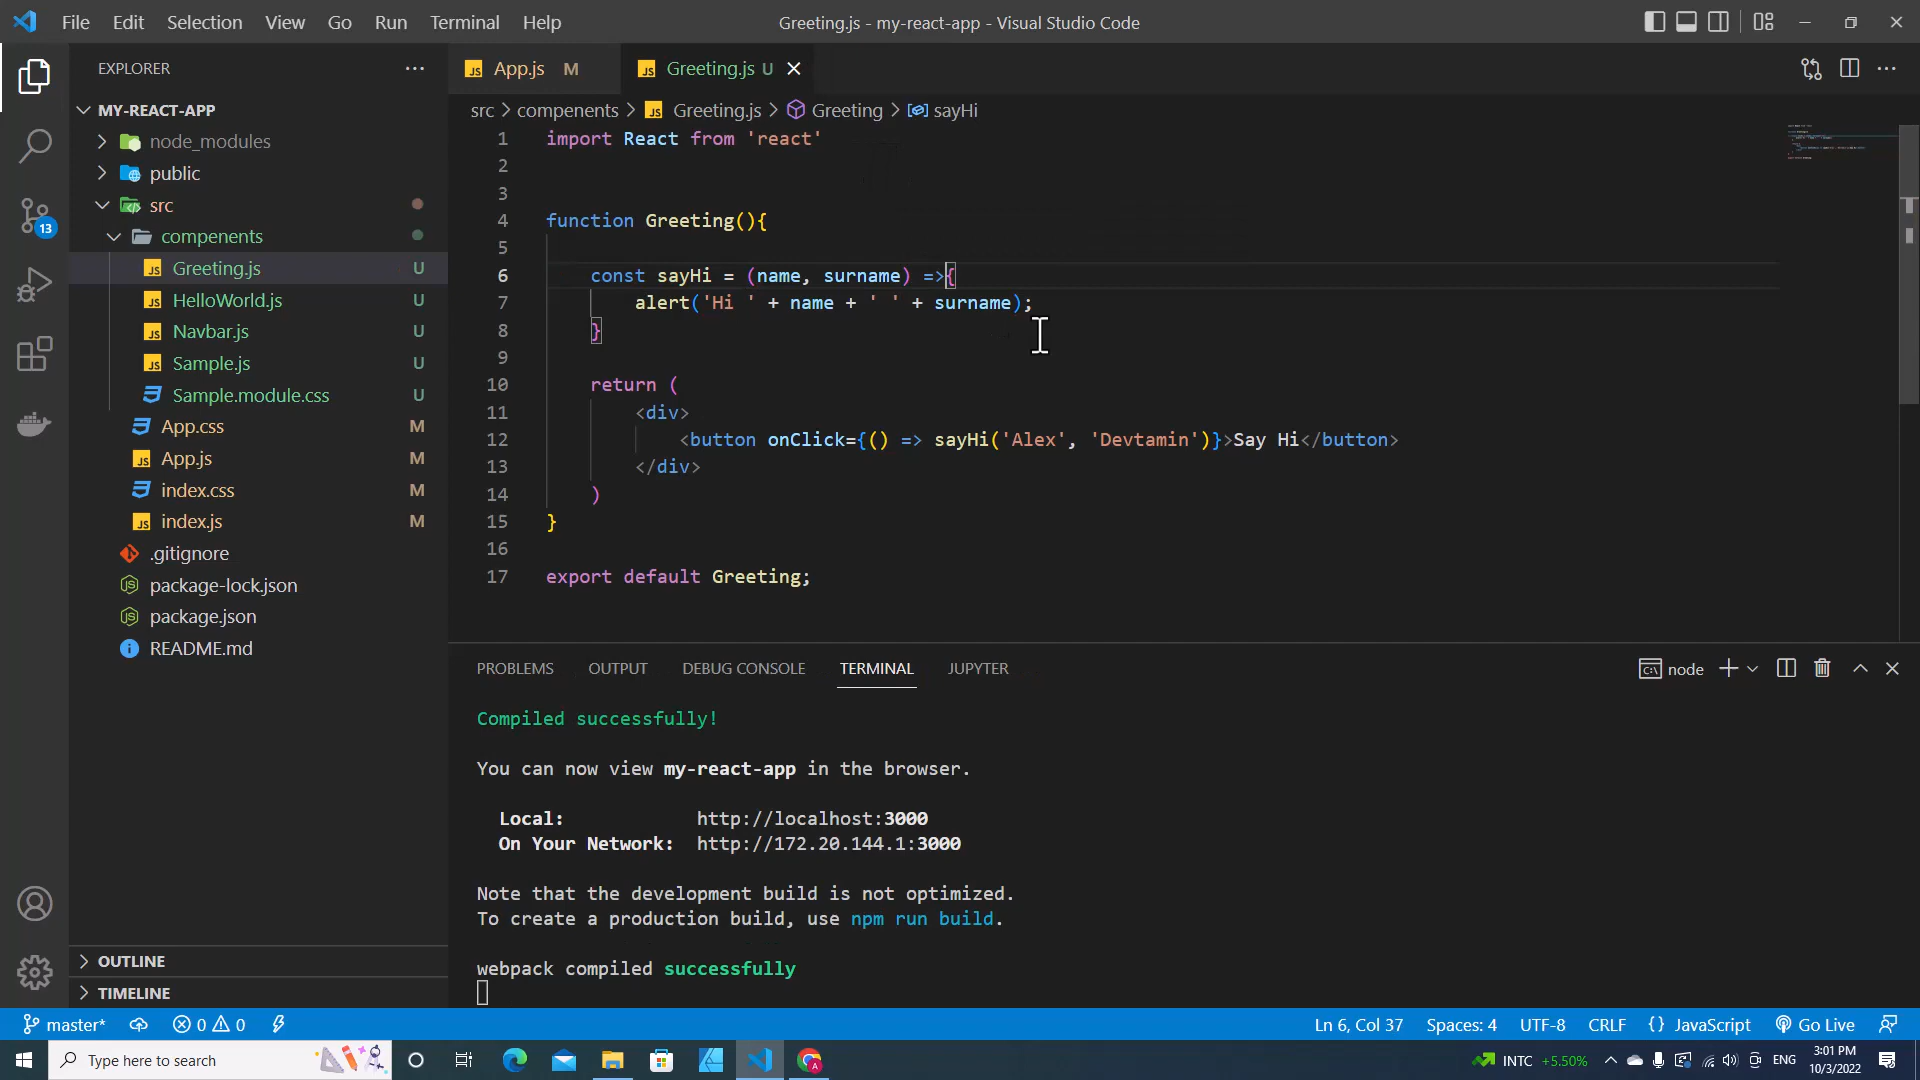 File Edit Selection View Go Run Terminal Help
Greeting.js - my-react-app - Visual Studio Code
EXPLORER
MY-REACT-APP
node_modules
public
src
compenents
Greeting.js U
HelloWorld.js U
Navbar.js U
Sample.js U
Sample.module.css U
App.css M
App.js M
index.css M
index.js M
.gitignore
package-lock.json
package.json
README.md
OUTLINE
TIMELINE
13
App.js M
Greeting.js U
src > compenents > Greeting.js > Greeting > sayHi
1 import React from 'react'
2
3
4 function Greeting(){
5
6 const sayHi = (name, surname) =>{
7 alert('Hi ' + name + ' ' + surname);
8 }
9
10 return (
11 <div>
12 <button onClick={() => sayHi('Alex', 'Devtamin')}>Say Hi</button>
13 </div>
14 )
15 }
16
17 export default Greeting;
PROBLEMS OUTPUT DEBUG CONSOLE TERMINAL JUPYTER
node
Compiled successfully!
You can now view my-react-app in the browser.
Local: http://localhost:3000
On Your Network: http://172.20.144.1:3000
Note that the development build is not optimized.
To create a production build, use npm run build.
webpack compiled successfully
master* 0 0
Ln 6, Col 37 Spaces: 4 UTF-8 CRLF {} JavaScript Go Live
Type here to search
INTC +5.50%
ENG
3:01 PM
10/3/2022